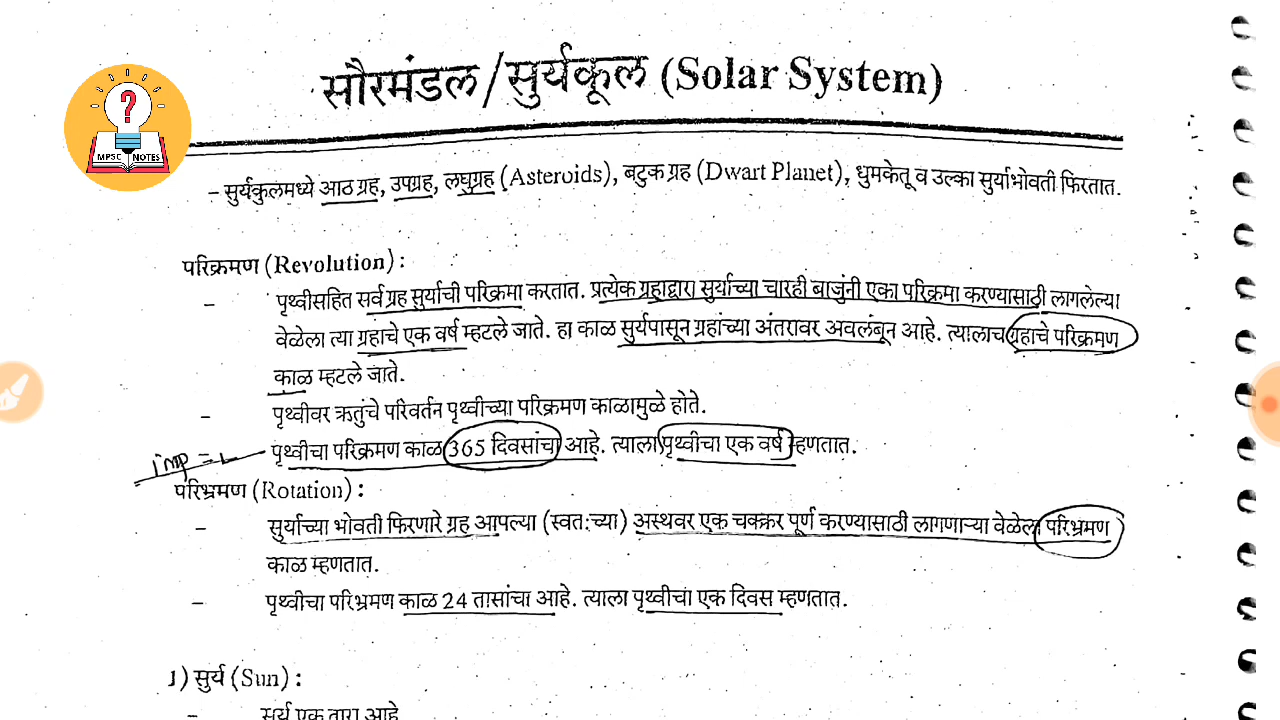 सौरमंडल/सुर्यकूल (Solar System)
?
MPSC NOTES
– सुर्यकुलमध्ये आठ ग्रह, उपग्रह, लघुग्रह (Asteroids), बटुक ग्रह (Dwart Planet), धुमकेतू व उल्का सुर्याभोवती फिरतात.
परिक्रमण (Revolution) :
– पृथ्वीसहित सर्व ग्रह सुर्याची परिक्रमा करतात. प्रत्येक ग्रहाद्वारा सुर्याच्या चारही बाजुंनी एका परिक्रमा करण्यासाठी लागलेल्या
वेळेला त्या ग्रहाचे एक वर्ष म्हटले जाते. हा काळ सुर्यपासून ग्रहांच्या अंतरावर अवलंबून आहे. त्यालाच ग्रहाचे परिक्रमण
काळ म्हटले जाते.
– पृथ्वीवर ऋतुंचे परिवर्तन पृथ्वीच्या परिक्रमण काळामुळे होते.
imp पृथ्वीचा परिक्रमण काळ 365 दिवसांचा आहे. त्याला पृथ्वीचा एक वर्ष म्हणतात.
परिभ्रमण (Rotation) :
– सुर्याच्या भोवती फिरणारे ग्रह आपल्या (स्वत:च्या) अस्थवर एक चक्कर पूर्ण करण्यासाठी लागणाऱ्या वेळेला परिभ्रमण
काळ म्हणतात.
– पृथ्वीचा परिभ्रमण काळ 24 तासांचा आहे. त्याला पृथ्वीचा एक दिवस म्हणतात.
1) सुर्य (Sun) :
– सुर्य एक तारा आहे